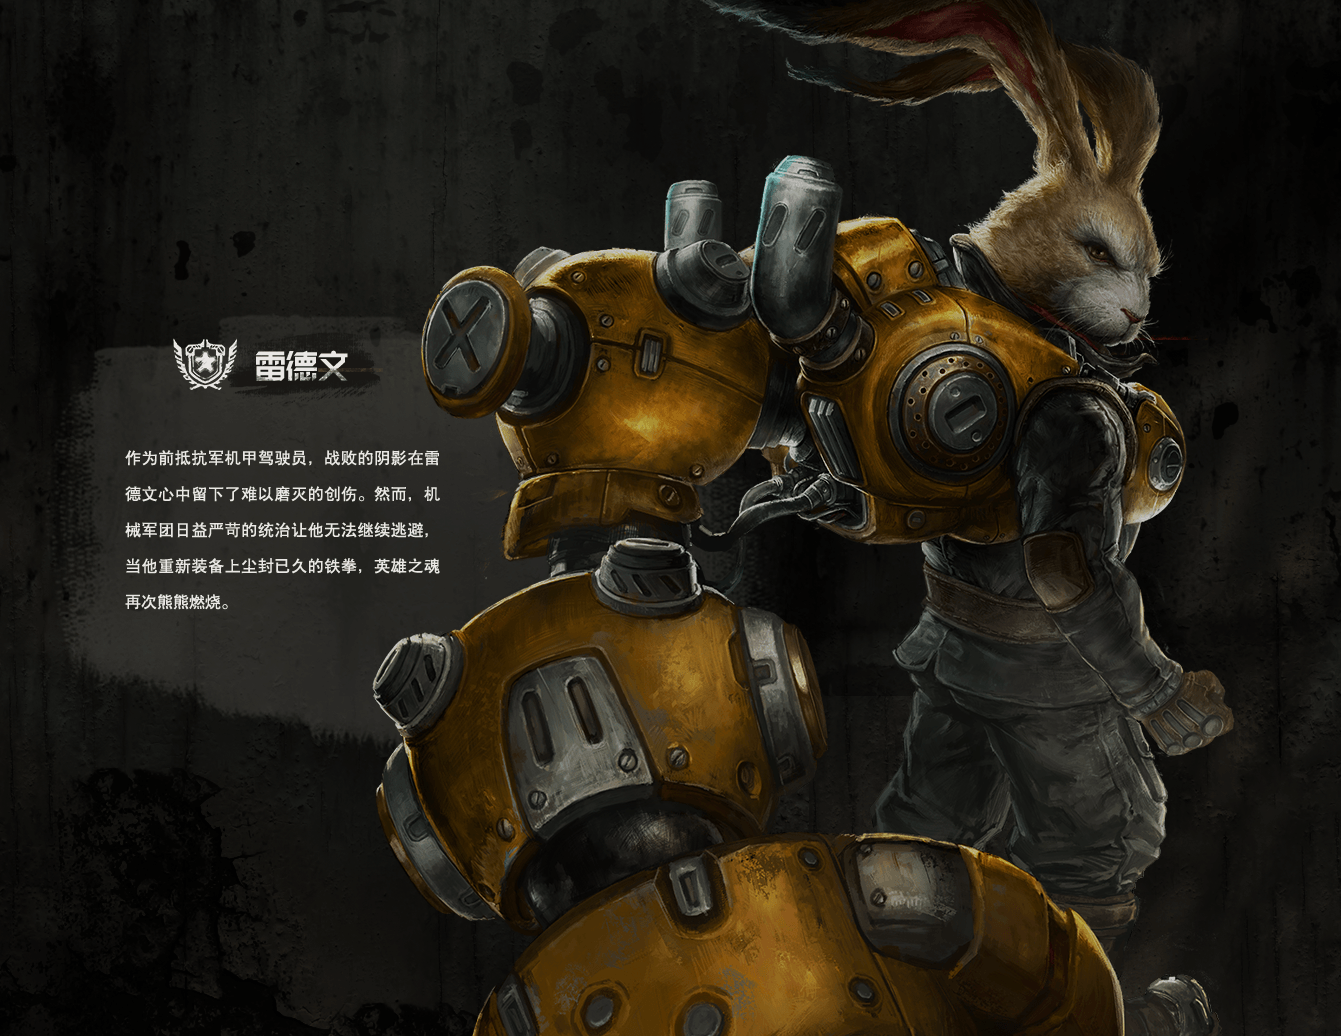 雷德文
作为前抵抗军机甲驾驶员，战败的阴影在雷
德文心中留下了难以磨灭的创伤。然而，机
械军团日益严苛的统治让他无法继续逃避，
当他重新装备上尘封已久的铁拳，英雄之魂
再次熊熊燃烧。